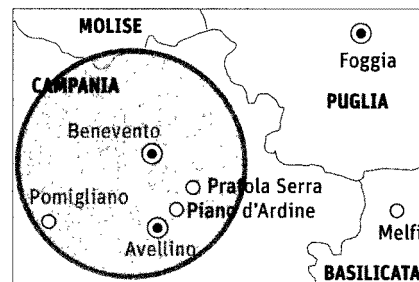 MOLISE
Foggia
CAMPANIA
PUGLIA
Benevento
Pratola Serra
Pomigliano
Piano d'Ardine
Melfi
Avellino
BASILICATA